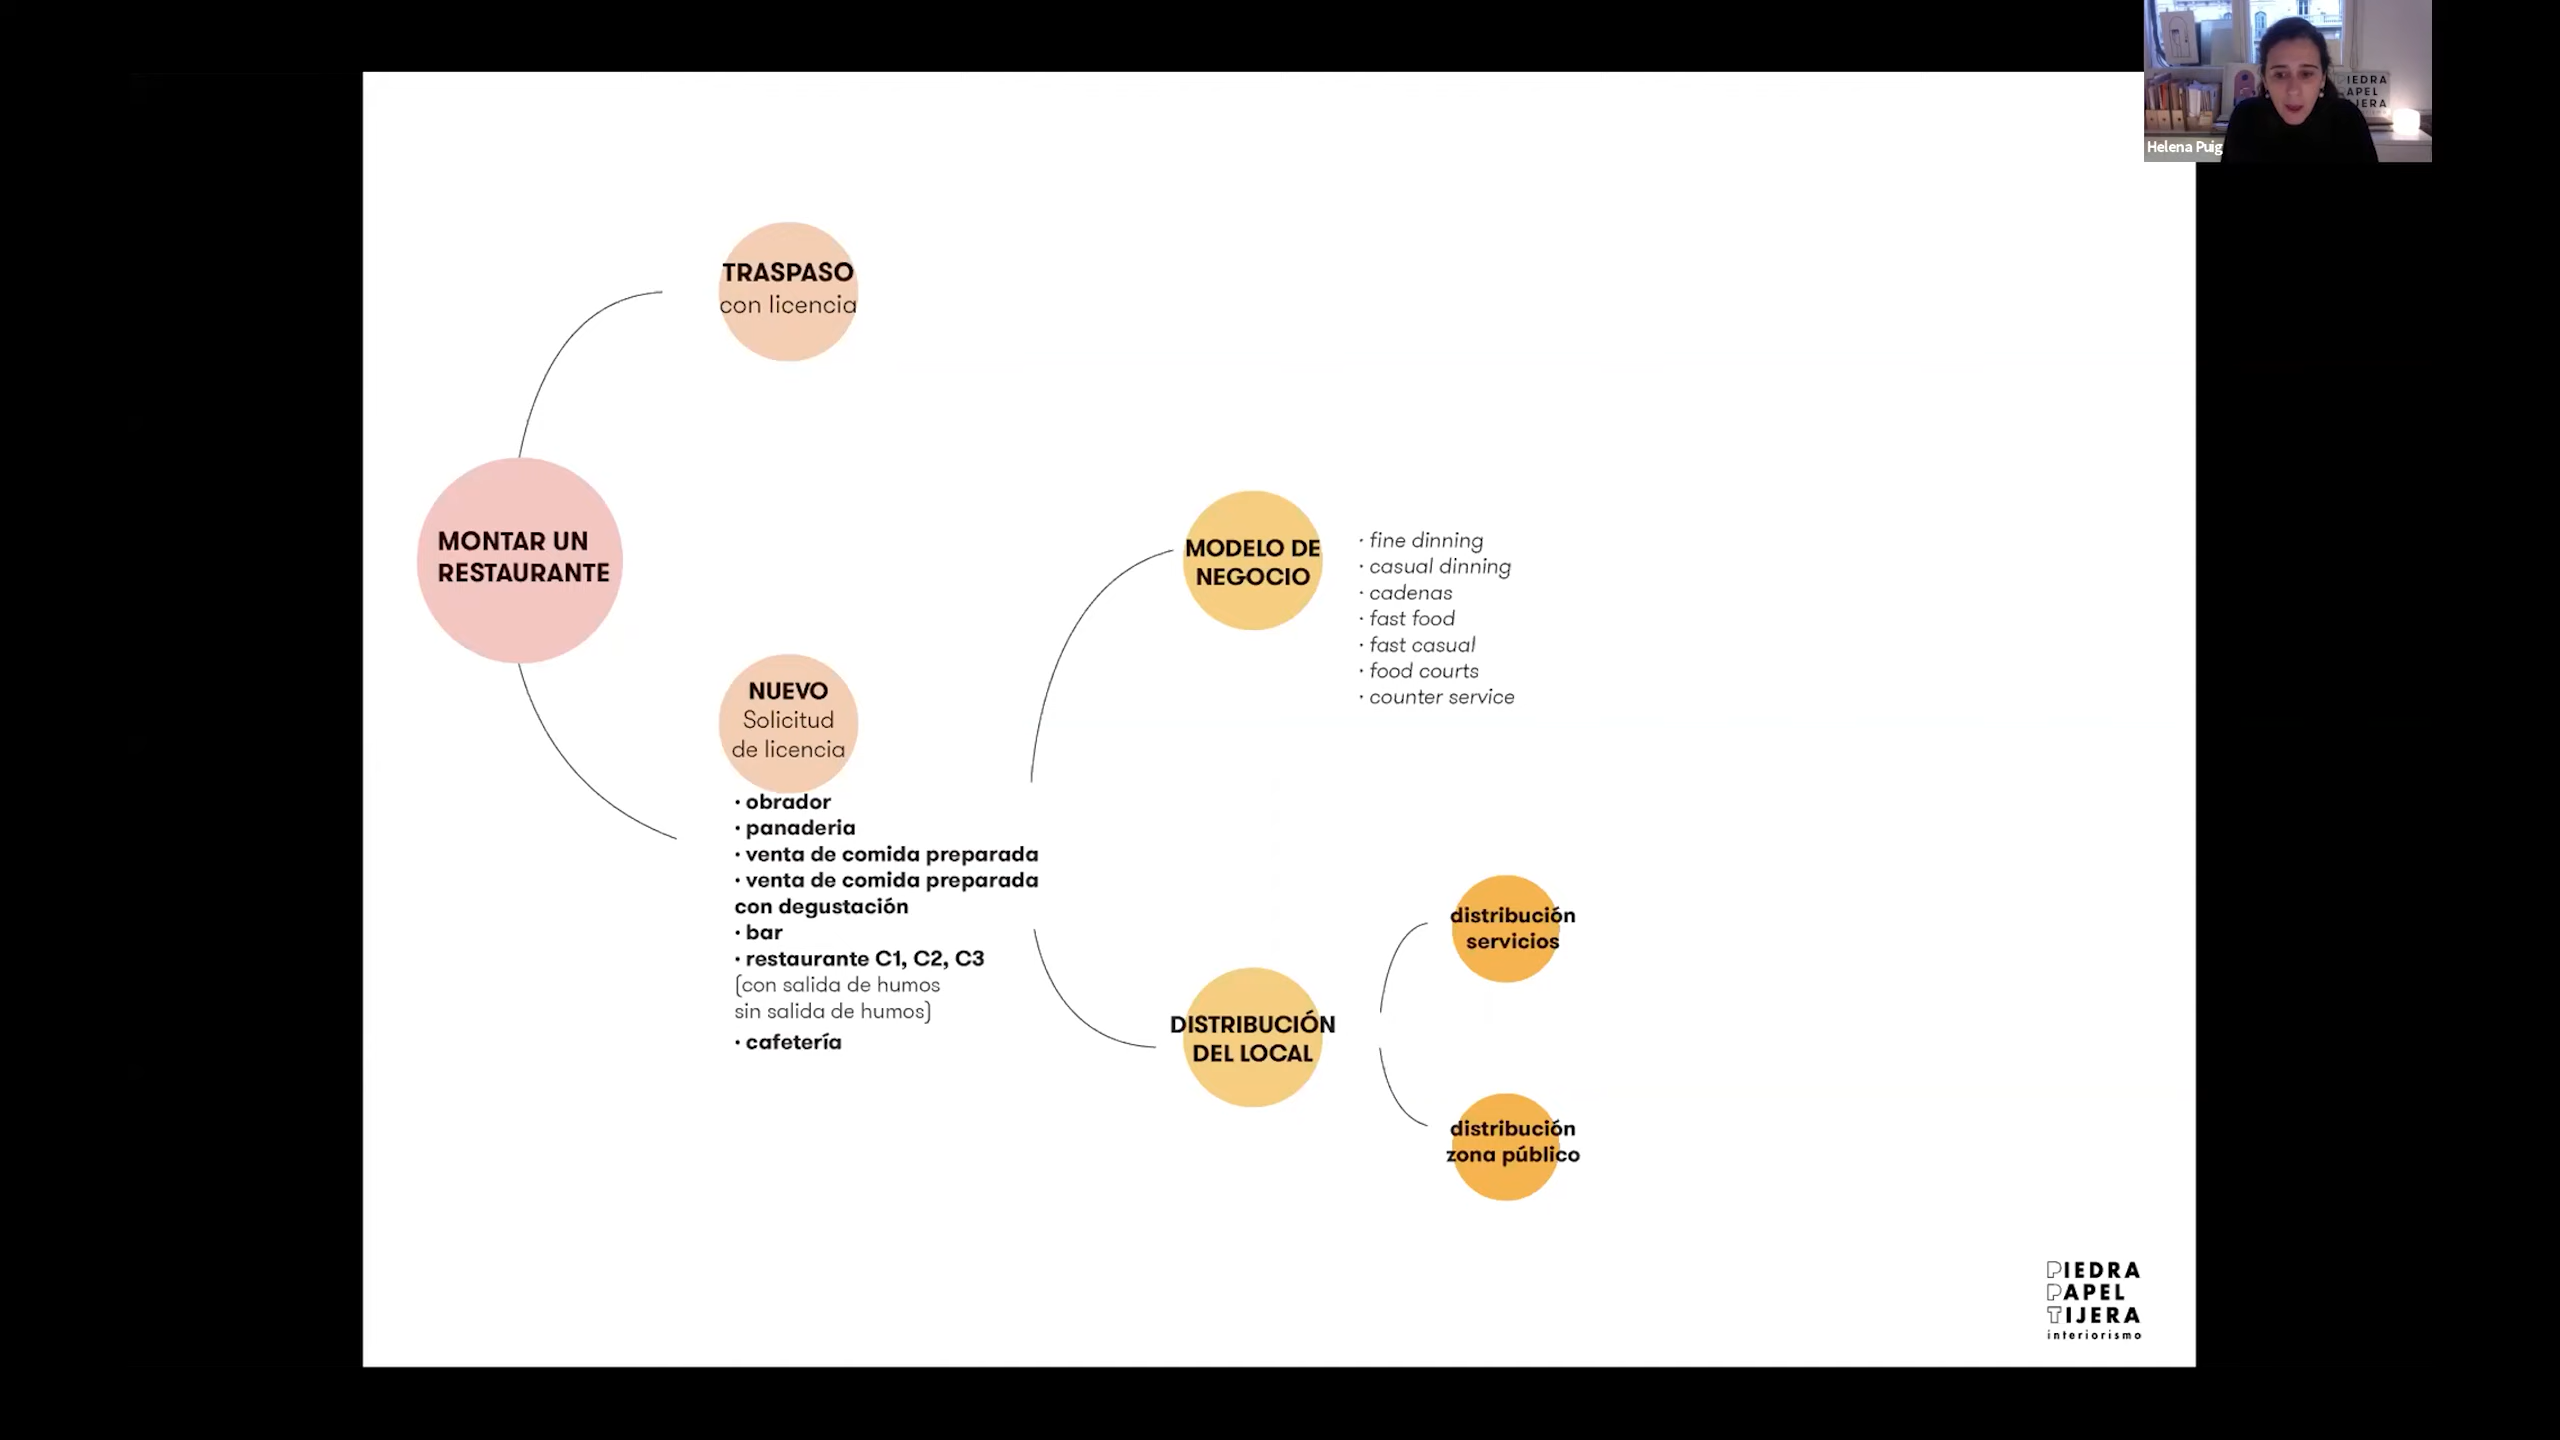 TRASPASO
con licencia
MONTAR UN
RESTAURANTE
NUEVO
Solicitud
de licencia
· obrador
· panaderia
· venta de comida preparada
· venta de comida preparada
con degustación
· bar
· restaurante C1, C2, C3
(con salida de humos
sin salida de humos)
· cafetería
MODELO DE
NEGOCIO
· fine dinning
· casual dinning
· cadenas
· fast food
· fast casual
· food courts
· counter service
DISTRIBUCIÓN
DEL LOCAL
distribución
servicios
distribución
zona público
PIEDRA
PAPEL
TIJERA
interiorismo
IEDRA
APEL
IJERA
Helena Puig